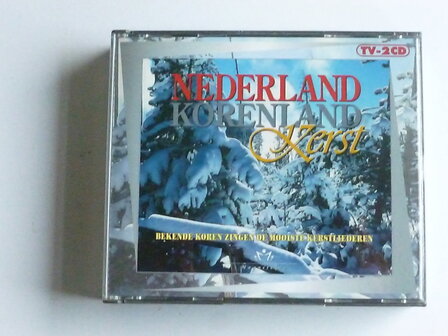 TV-2CD
NEDERLAND
KORENLAND
Kerst
BEKENDE KOREN ZINGEN DE MOOISTE KERSTLIEDEREN